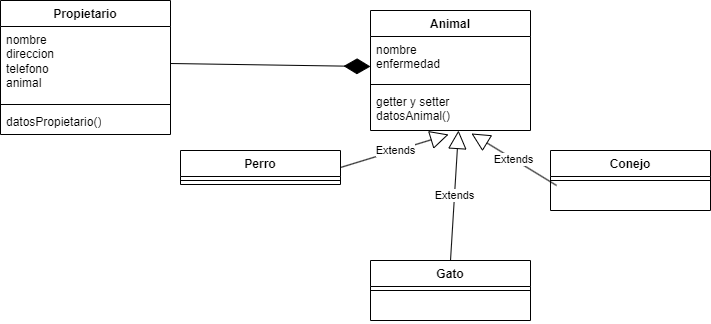 Propietario
nombre
direccion
telefono
animal
datosPropietario()
Animal
nombre
enfermedad
getter y setter
datosAnimal()
Extends
Extends
Extends
Perro
Conejo
Gato